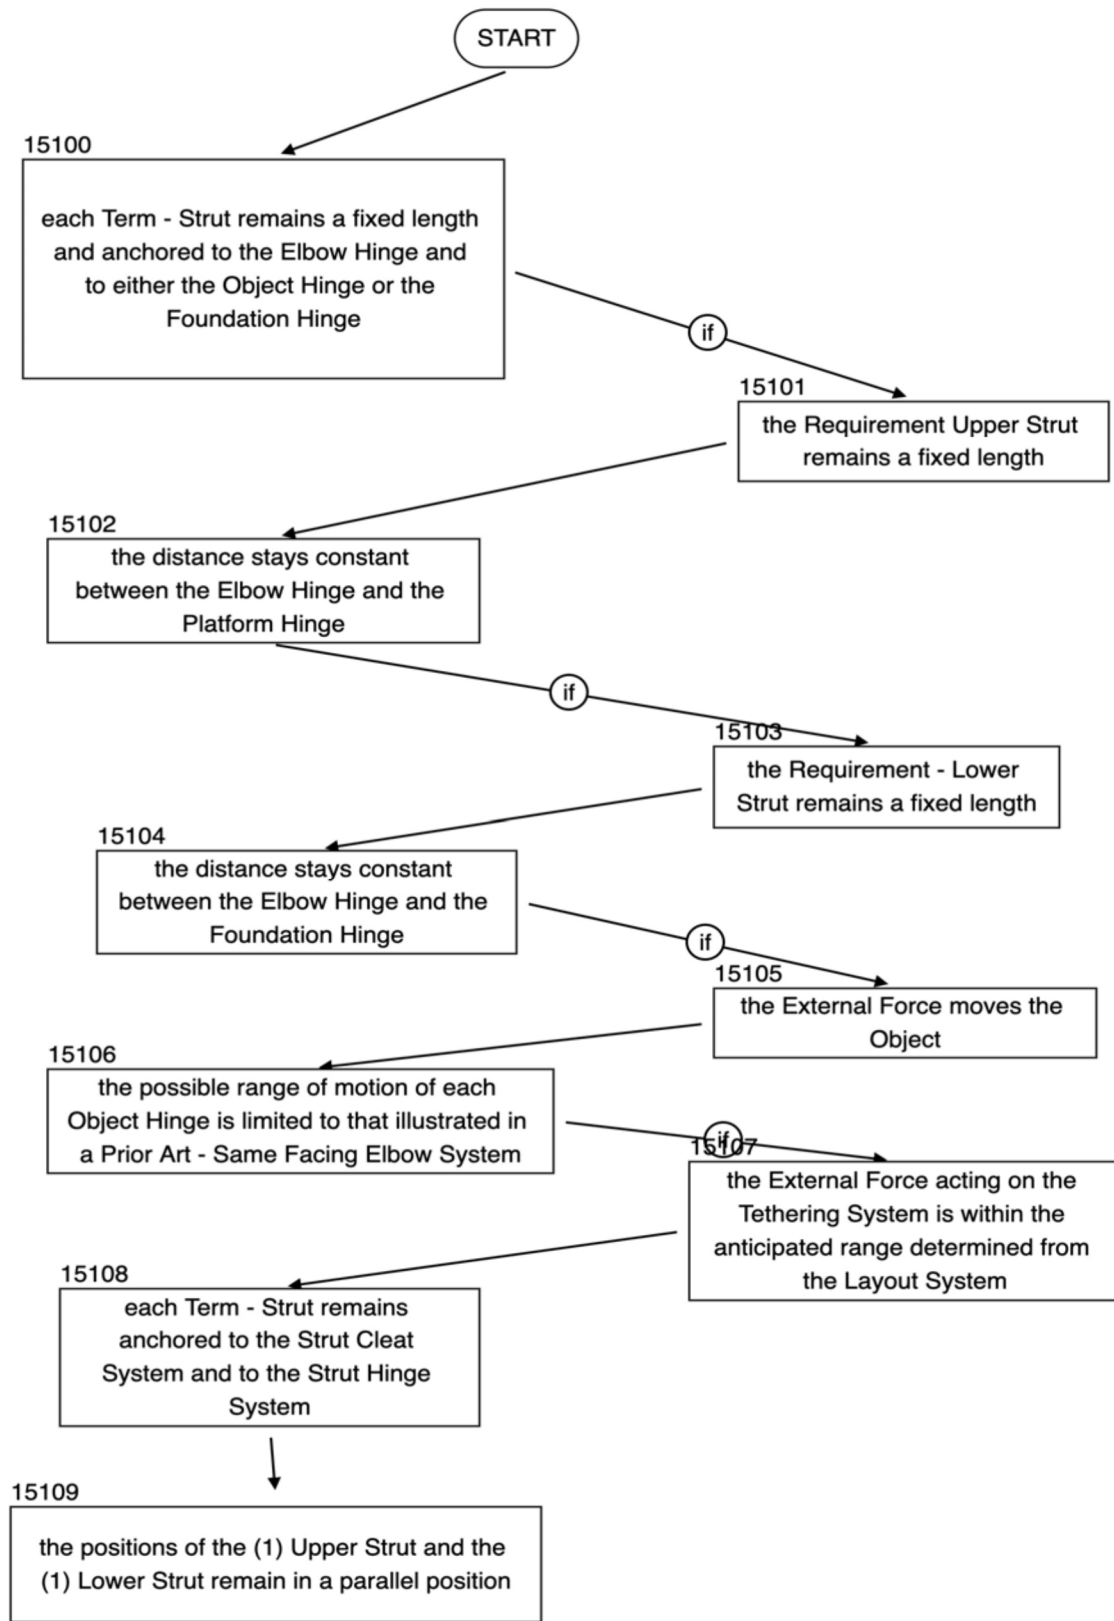 START
15100
each Term - Strut remains a fixed length
and anchored to the Elbow Hinge and
to either the Object Hinge or the
Foundation Hinge
if
15101
the Requirement Upper Strut
remains a fixed length
15102
the distance stays constant
between the Elbow Hinge and the
Platform Hinge
if
15103
the Requirement - Lower
Strut remains a fixed length
15104
the distance stays constant
between the Elbow Hinge and the
Foundation Hinge
if
15105
the External Force moves the
Object
15106
the possible range of motion of each
Object Hinge is limited to that illustrated in
a Prior Art - Same Facing Elbow System
if
15107
the External Force acting on the
Tethering System is within the
anticipated range determined from
the Layout System
15108
each Term - Strut remains
anchored to the Strut Cleat
System and to the Strut Hinge
System
15109
the positions of the (1) Upper Strut and the
(1) Lower Strut remain in a parallel position